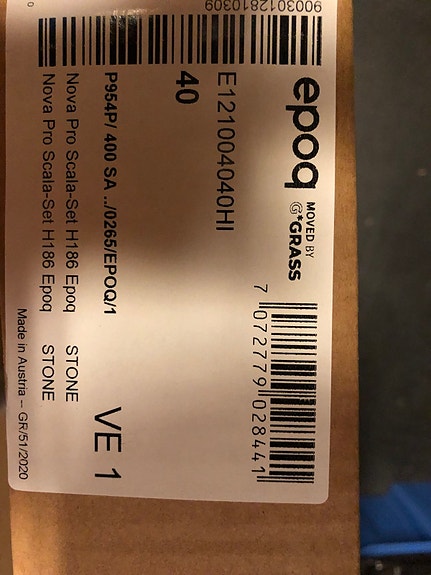 epoq
MOVED BY
G*GRASS
7 072779 028441
E121004040HI
40
9003012810309
P954P/ 400 SA ../0265/EPOQ/1
VE 1
Nova Pro Scala-Set H186 Epoq STONE
Nova Pro Scala-Set H186 Epoq STONE
Made in Austria -- GR/51/2020